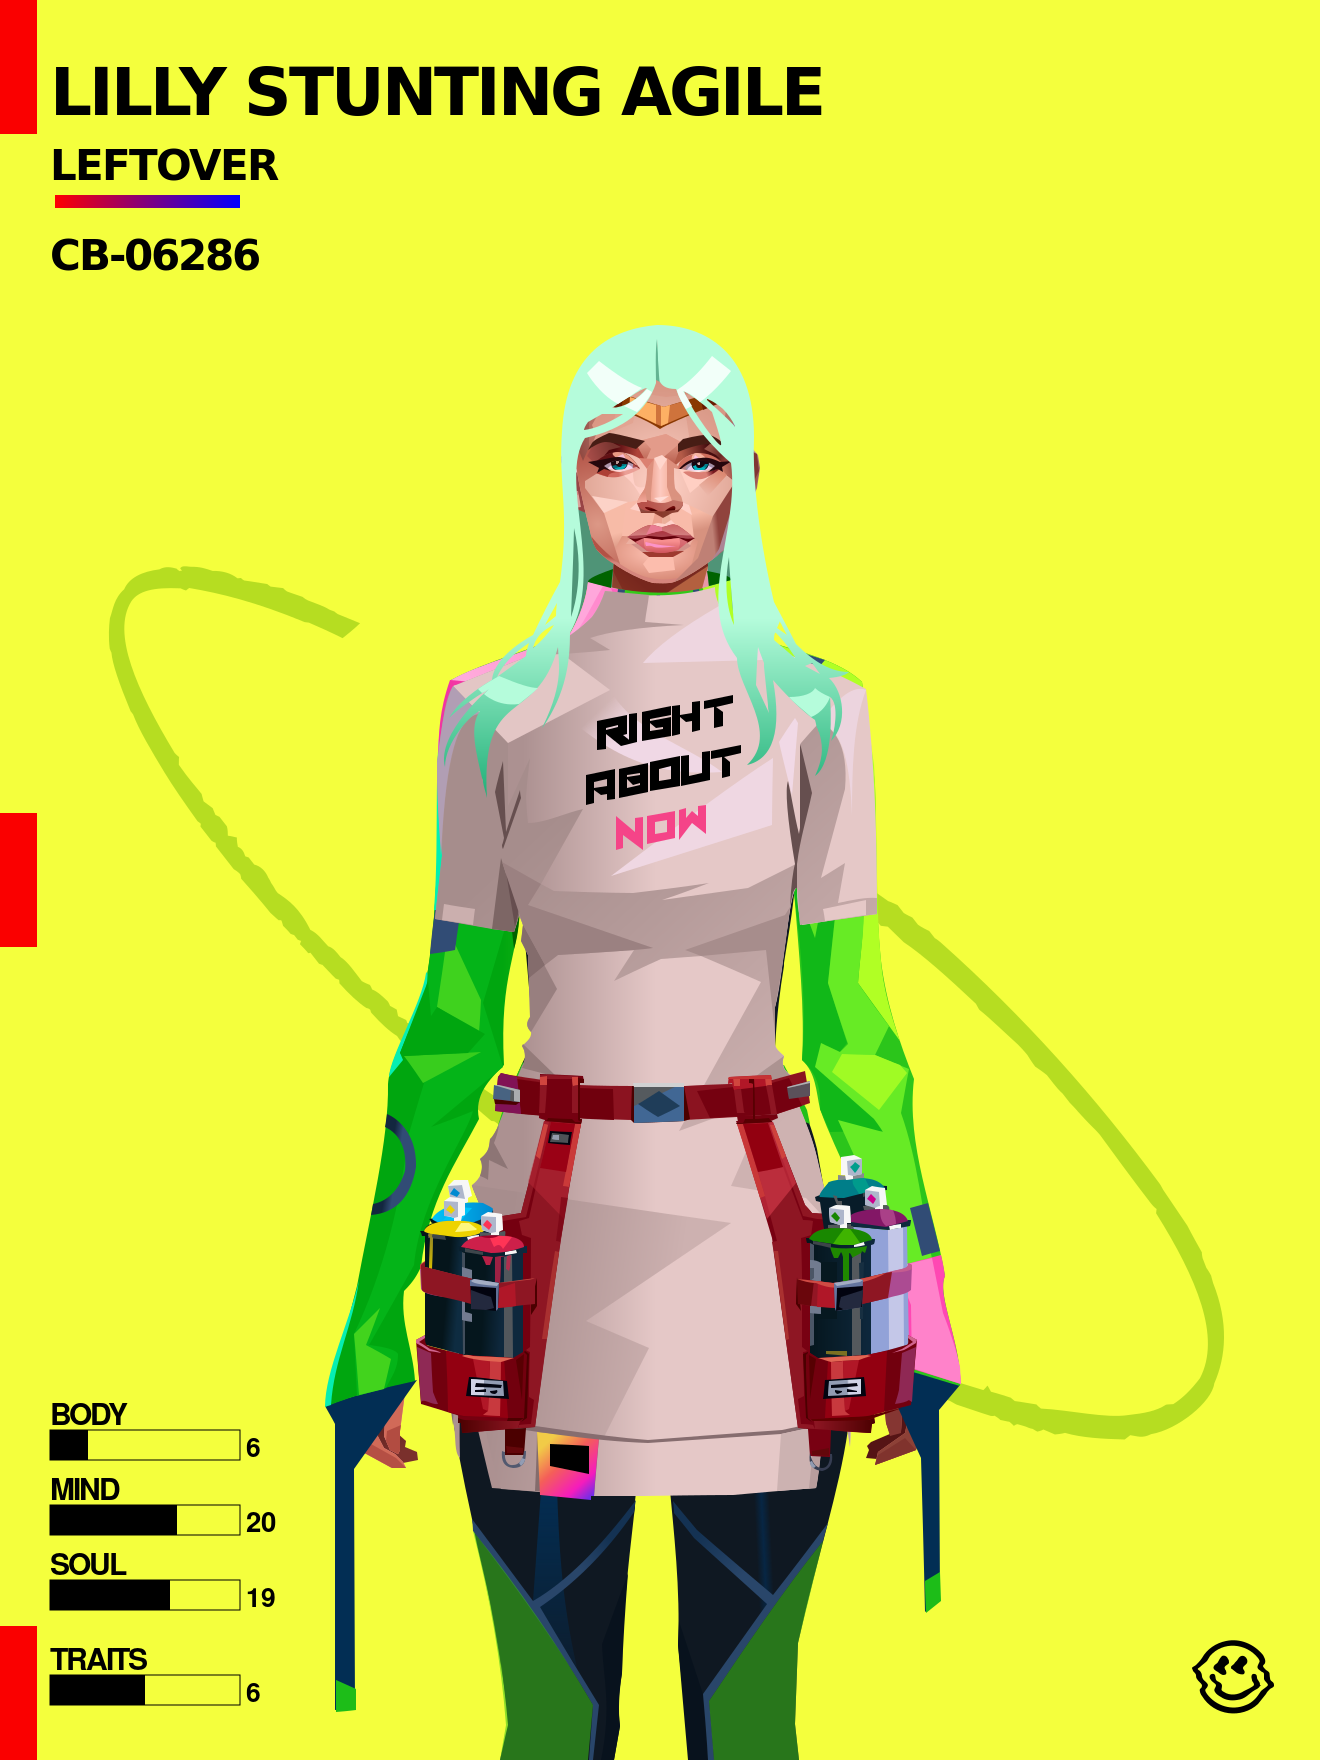 LILLY STUNTING AGILE
LEFTOVER
CB-06286
RIGHT
ABOUT
NOW
BODY
6
MIND
20
SOUL
19
TRAITS
6